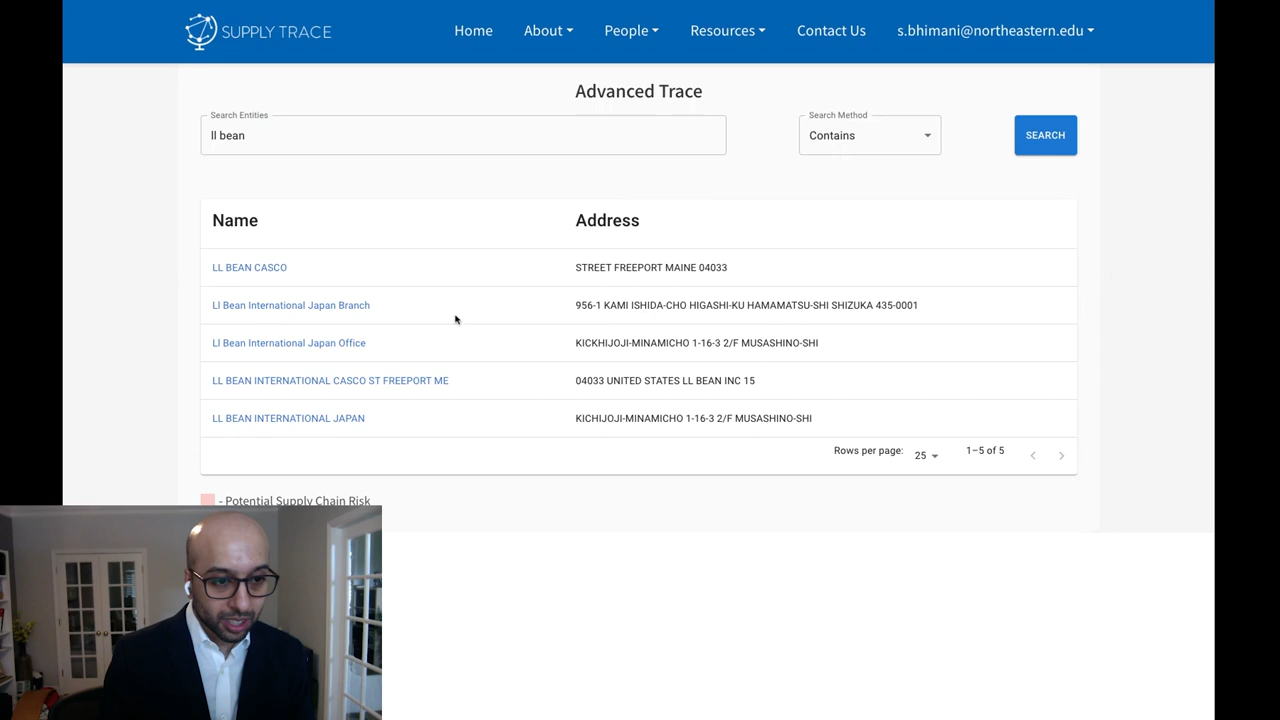 SUPPLY TRACE
Home About People Resources Contact Us s.bhimani@northeastern.edu
Advanced Trace
Search Entities
ll bean
Search Method
Contains
SEARCH
Name Address
LL BEAN CASCO STREET FREEPORT MAINE 04033
Ll Bean International Japan Branch 956-1 KAMI ISHIDA-CHO HIGASHI-KU HAMAMATSU-SHI SHIZUKA 435-0001
Ll Bean International Japan Office KICKHIJOJI-MINAMICHO 1-16-3 2/F MUSASHINO-SHI
LL BEAN INTERNATIONAL CASCO ST FREEPORT ME 04033 UNITED STATES LL BEAN INC 15
LL BEAN INTERNATIONAL JAPAN KICHIJOJI-MINAMICHO 1-16-3 2/F MUSASHINO-SHI
Rows per page: 25 1–5 of 5
- Potential Supply Chain Risk